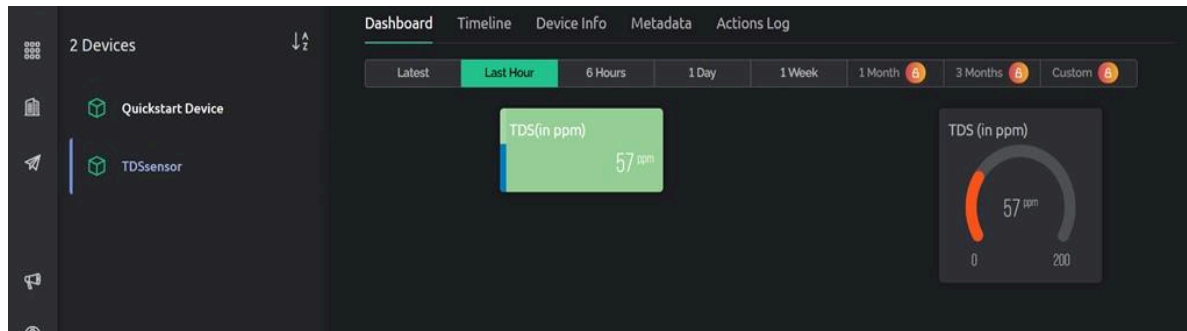 2 Devices
Quickstart Device
TDSsensor
Dashboard Timeline Device Info Metadata Actions Log
Latest Last Hour 6 Hours 1 Day 1 Week 1 Month 3 Months Custom
TDS(in ppm)
57 ppm
TDS (in ppm)
57 ppm
0 200